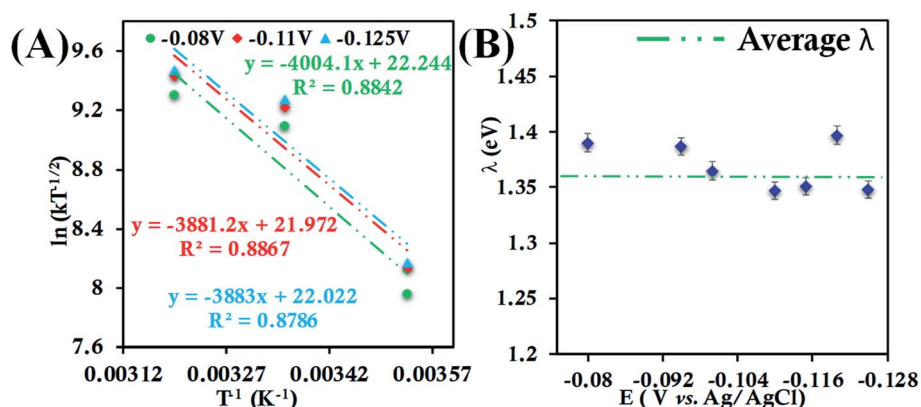 (A)
-0.08V -0.11V -0.125V
y = -4004.1x + 22.244
R² = 0.8842
y = -3881.2x + 21.972
R² = 0.8867
y = -3883x + 22.022
R² = 0.8786
ln (kT⁻¹/²)
9.6
9.2
8.8
8.4
8
7.6
0.00312 0.00327 0.00342 0.00357
T⁻¹ (K⁻¹)
(B)
Average λ
λ (eV)
1.5
1.45
1.4
1.35
1.3
1.25
1.2
-0.08 -0.092 -0.104 -0.116 -0.128
E ( V vs. Ag/AgCl)